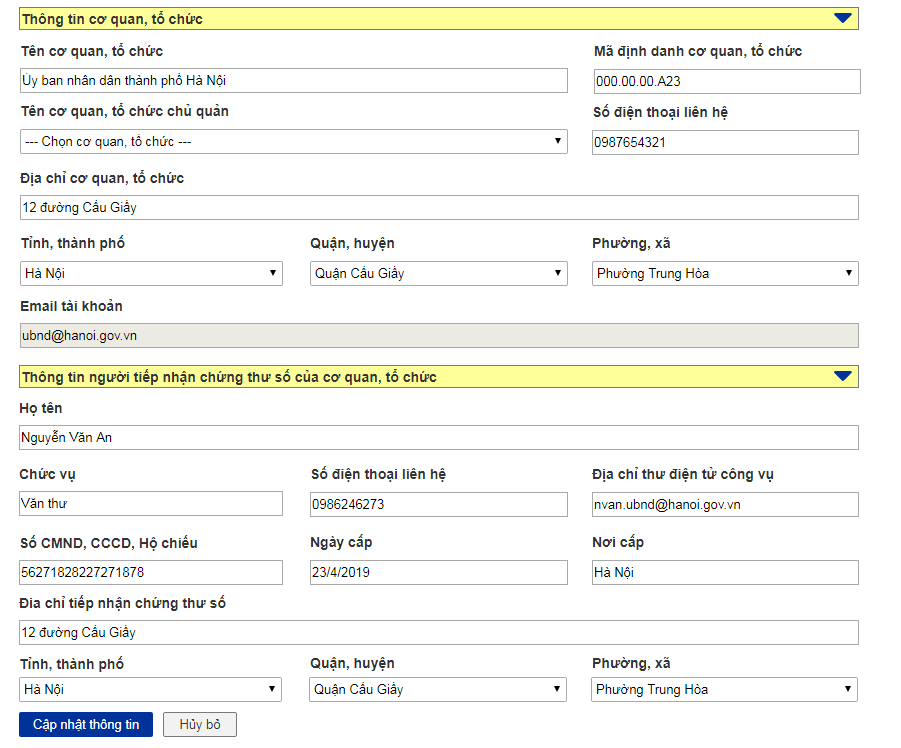 Thông tin cơ quan, tổ chức
Tên cơ quan, tổ chức Mã định danh cơ quan, tổ chức
Ủy ban nhân dân thành phố Hà Nội 000.00.00.A23
Tên cơ quan, tổ chức chủ quản Số điện thoại liên hệ
--- Chọn cơ quan, tổ chức --- 0987654321
Địa chỉ cơ quan, tổ chức
12 đường Cầu Giấy
Tỉnh, thành phố Quận, huyện Phường, xã
Hà Nội Quận Cầu Giấy Phường Trung Hòa
Email tài khoản
ubnd@hanoi.gov.vn
Thông tin người tiếp nhận chứng thư số của cơ quan, tổ chức
Họ tên
Nguyễn Văn An
Chức vụ Số điện thoại liên hệ Địa chỉ thư điện tử công vụ
Văn thư 0986246273 nvan.ubnd@hanoi.gov.vn
Số CMND, CCCD, Hộ chiếu Ngày cấp Nơi cấp
56271828227271878 23/4/2019 Hà Nội
Đia chỉ tiếp nhận chứng thư số
12 đường Cầu Giấy
Tỉnh, thành phố Quận, huyện Phường, xã
Hà Nội Quận Cầu Giấy Phường Trung Hòa
Cập nhật thông tin Hủy bỏ